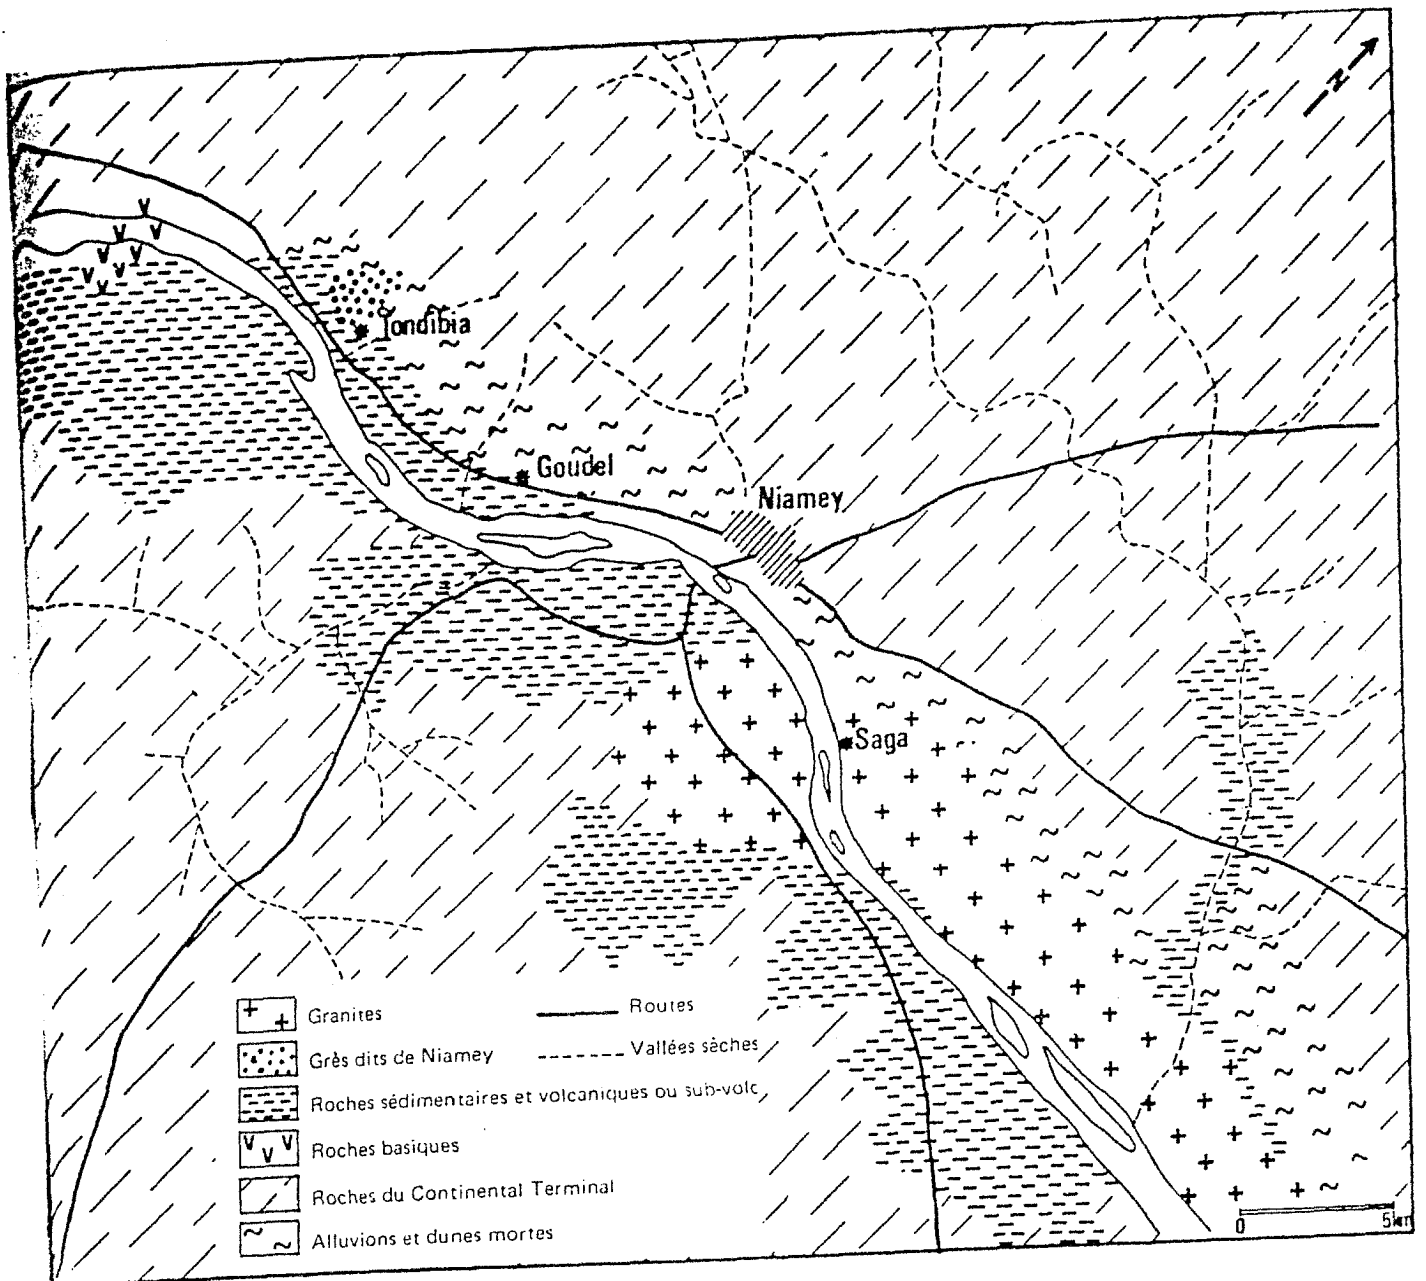 N
Tondibia
Goudel
Niamey
Saga
Granites
Routes
Grès dits de Niamey
Vallées sèches
Roches sédimentaires et volcaniques ou sub-volc
Roches basiques
Roches du Continental Terminal
Alluvions et dunes mortes
0 5km